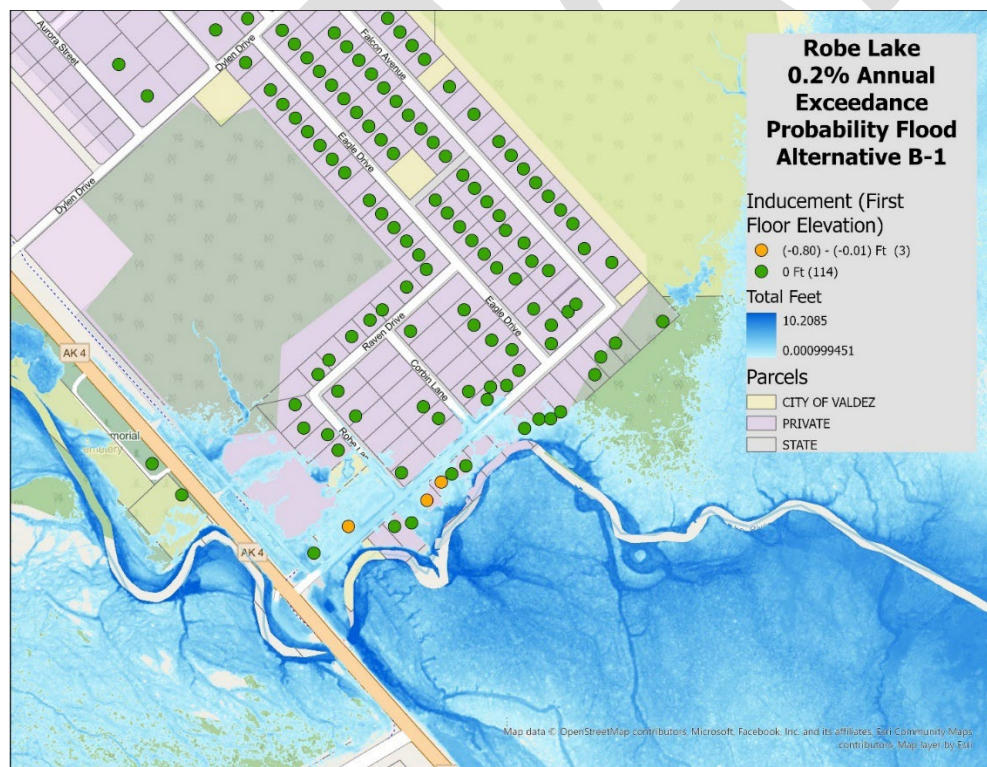 Robe Lake
0.2% Annual
Exceedance
Probability Flood
Alternative B-1
Inducement (First
Floor Elevation)
(-0.80) - (-0.01) Ft (3)
0 Ft (114)
Total Feet
10.2085
0.000999451
Parcels
CITY OF VALDEZ
PRIVATE
STATE
Aurora Street
Dylen Drive
Falcon Avenue
Eagle Drive
Dylen Drive
Raven Drive
Eagle Drive
Corbin Lane
AK 4
morial
emetery
AK 4
Map data © OpenStreetMap contributors, Microsoft, Facebook, Inc. and its affiliates, Esri Community Maps
contributors, Map layer by Esri